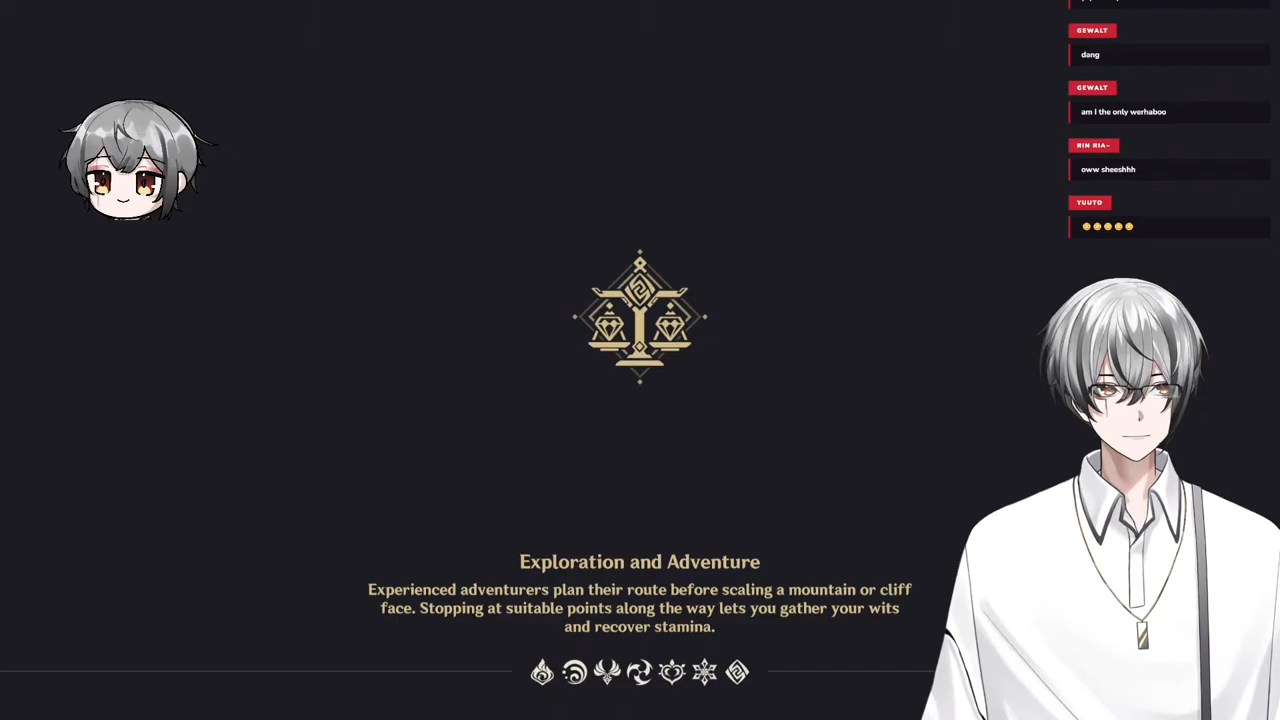 GEWALT
dang
GEWALT
am I the only werhaboo
RIN RIA~
oww sheeshhh
YUUTO
Exploration and Adventure
Experienced adventurers plan their route before scaling a mountain or cliff
face. Stopping at suitable points along the way lets you gather your wits
and recover stamina.